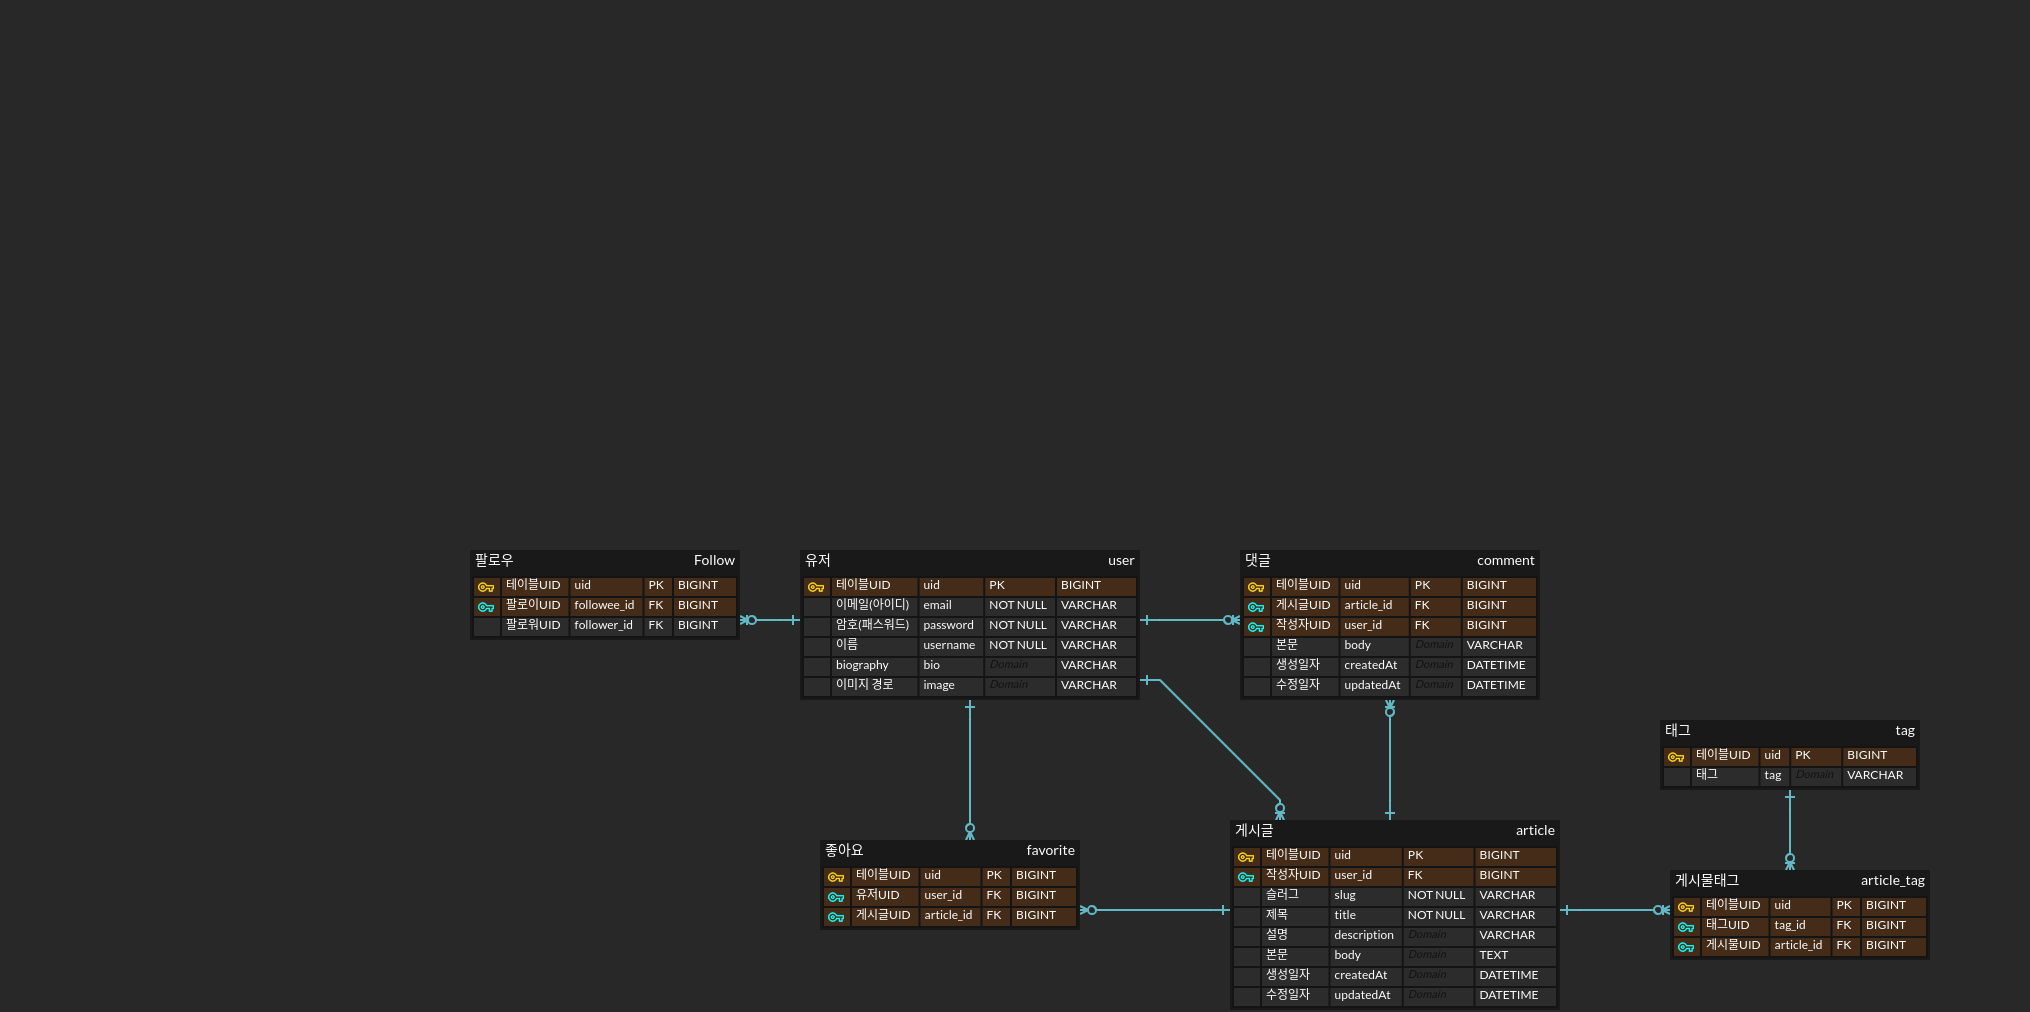 팔로우 Follow
테이블UID uid PK BIGINT
팔로이UID followee_id FK BIGINT
팔로워UID follower_id FK BIGINT
유저 user
테이블UID uid PK BIGINT
이메일(아이디) email NOT NULL VARCHAR
암호(패스워드) password NOT NULL VARCHAR
이름 username NOT NULL VARCHAR
biography bio Domain VARCHAR
이미지 경로 image Domain VARCHAR
댓글 comment
테이블UID uid PK BIGINT
게시글UID article_id FK BIGINT
작성자UID user_id FK BIGINT
본문 body Domain VARCHAR
생성일자 createdAt Domain DATETIME
수정일자 updatedAt Domain DATETIME
태그 tag
테이블UID uid PK BIGINT
태그 tag Domain VARCHAR
좋아요 favorite
테이블UID uid PK BIGINT
유저UID user_id FK BIGINT
게시글UID article_id FK BIGINT
게시글 article
테이블UID uid PK BIGINT
작성자UID user_id FK BIGINT
슬러그 slug NOT NULL VARCHAR
제목 title NOT NULL VARCHAR
설명 description Domain VARCHAR
본문 body Domain TEXT
생성일자 createdAt Domain DATETIME
수정일자 updatedAt Domain DATETIME
게시물태그 article_tag
테이블UID uid PK BIGINT
태그UID tag_id FK BIGINT
게시물UID article_id FK BIGINT